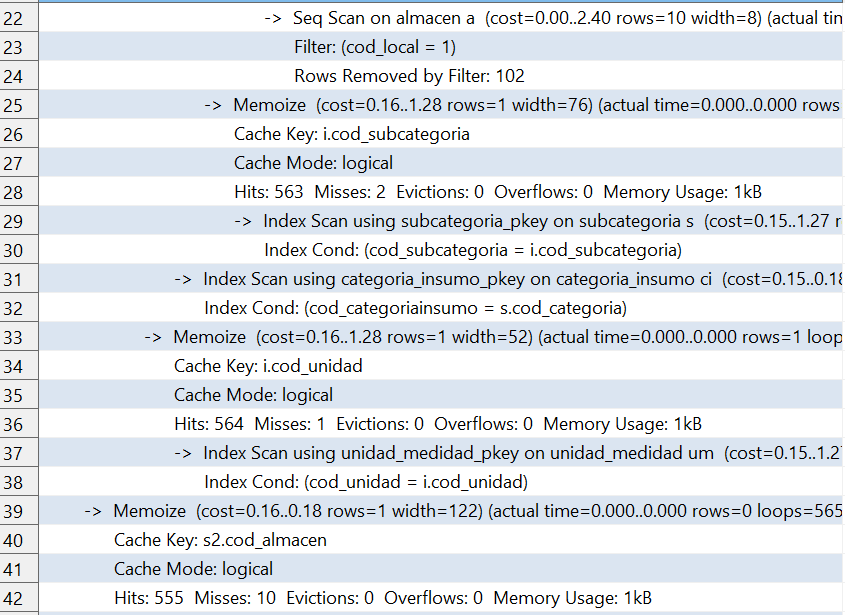 22 -> Seq Scan on almacen a (cost=0.00..2.40 rows=10 width=8) (actual tin
23 Filter: (cod_local = 1)
24 Rows Removed by Filter: 102
25 -> Memoize (cost=0.16..1.28 rows=1 width=76) (actual time=0.000..0.000 rows
26 Cache Key: i.cod_subcategoria
27 Cache Mode: logical
28 Hits: 563 Misses: 2 Evictions: 0 Overflows: 0 Memory Usage: 1kB
29 -> Index Scan using subcategoria_pkey on subcategoria s (cost=0.15..1.27 r
30 Index Cond: (cod_subcategoria = i.cod_subcategoria)
31 -> Index Scan using categoria_insumo_pkey on categoria_insumo ci (cost=0.15..0.18
32 Index Cond: (cod_categoriainsumo = s.cod_categoria)
33 -> Memoize (cost=0.16..1.28 rows=1 width=52) (actual time=0.000..0.000 rows=1 loop
34 Cache Key: i.cod_unidad
35 Cache Mode: logical
36 Hits: 564 Misses: 1 Evictions: 0 Overflows: 0 Memory Usage: 1kB
37 -> Index Scan using unidad_medidad_pkey on unidad_medidad um (cost=0.15..1.27
38 Index Cond: (cod_unidad = i.cod_unidad)
39 -> Memoize (cost=0.16..0.18 rows=1 width=122) (actual time=0.000..0.000 rows=0 loops=565
40 Cache Key: s2.cod_almacen
41 Cache Mode: logical
42 Hits: 555 Misses: 10 Evictions: 0 Overflows: 0 Memory Usage: 1kB